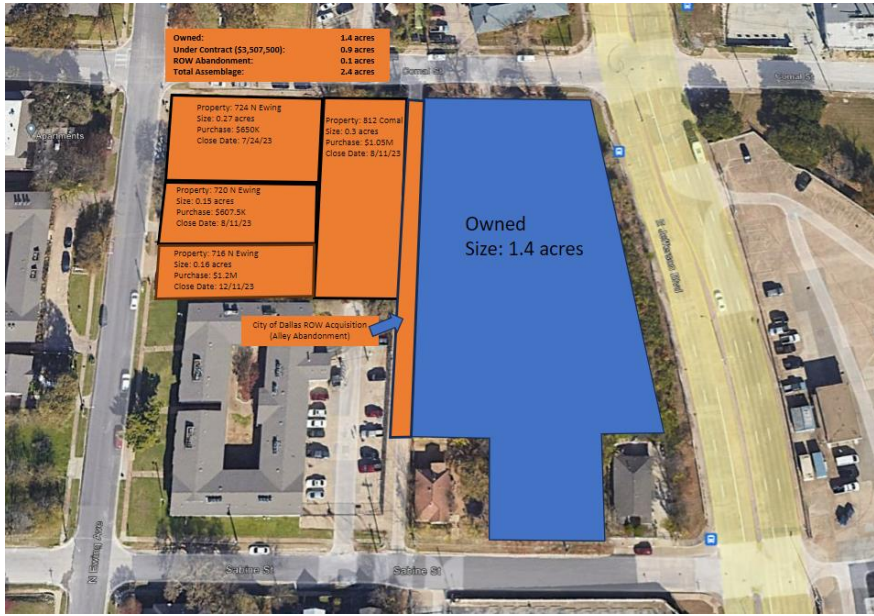 Owned: 1.4 acres
Under Contract ($3,507,500): 0.9 acres
ROW Abandonment: 0.1 acres
Total Assemblage: 2.4 acres
Comal St
Comal St
Property: 724 N Ewing
Size: 0.27 acres
Purchase: $650K
Close Date: 7/24/23
Property: 812 Comal
Size: 0.3 acres
Purchase: $1.05M
Close Date: 8/11/23
Apartments
Property: 720 N Ewing
Size: 0.15 acres
Purchase: $607.5K
Close Date: 8/11/23
Owned
Size: 1.4 acres
E Jefferson Blvd
Property: 716 N Ewing
Size: 0.16 acres
Purchase: $1.2M
Close Date: 12/11/23
City of Dallas ROW Acquisition
(Alley Abandonment)
N Ewing Ave
Sabine St
Sabine St